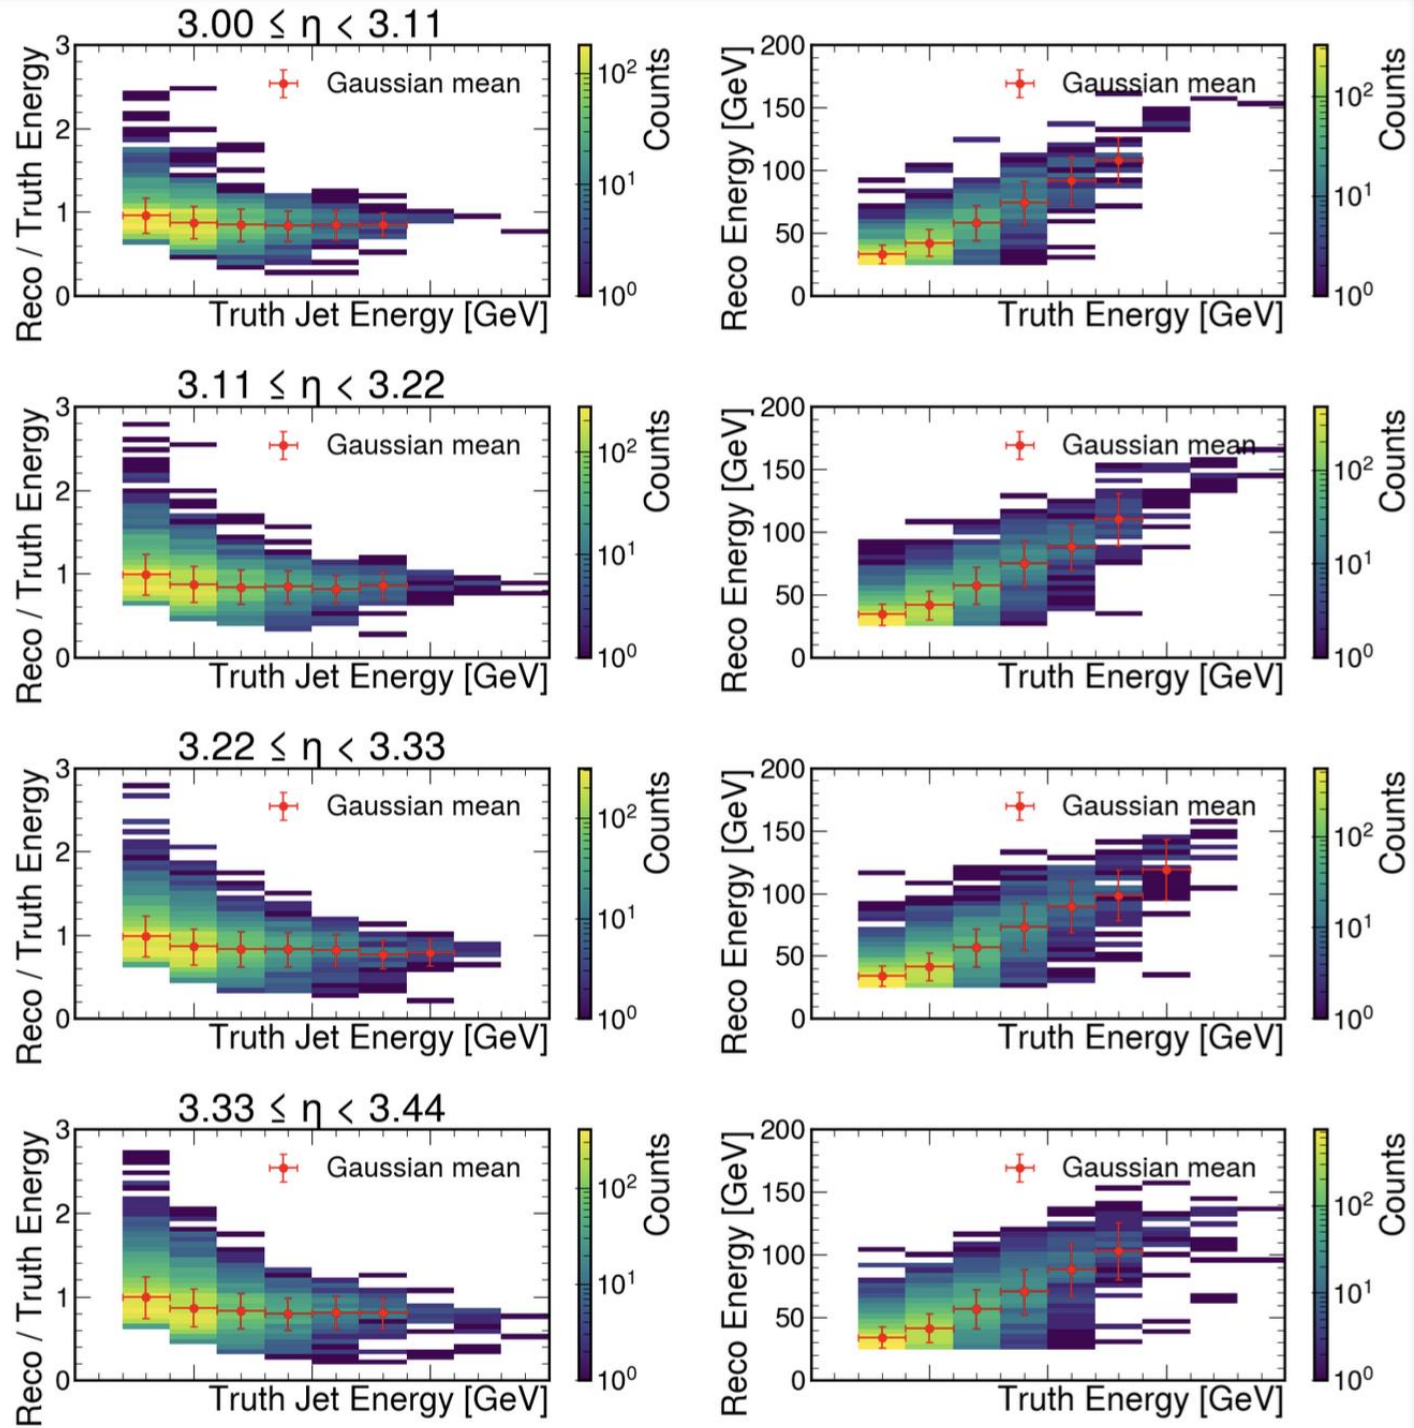 3.00 ≤ η < 3.11
3
2
1
0
Reco / Truth Energy
Gaussian mean
Truth Jet Energy [GeV]
10²
10¹
10⁰
Counts
200
150
100
50
0
Reco Energy [GeV]
Gaussian mean
Truth Energy [GeV]
10²
10¹
10⁰
Counts
3.11 ≤ η < 3.22
3
2
1
0
Reco / Truth Energy
Gaussian mean
Truth Jet Energy [GeV]
10²
10¹
10⁰
Counts
200
150
100
50
0
Reco Energy [GeV]
Gaussian mean
Truth Energy [GeV]
10²
10¹
10⁰
Counts
3.22 ≤ η < 3.33
3
2
1
0
Reco / Truth Energy
Gaussian mean
Truth Jet Energy [GeV]
10²
10¹
10⁰
Counts
200
150
100
50
0
Reco Energy [GeV]
Gaussian mean
Truth Energy [GeV]
10²
10¹
10⁰
Counts
3.33 ≤ η < 3.44
3
2
1
0
Reco / Truth Energy
Gaussian mean
Truth Jet Energy [GeV]
10²
10¹
10⁰
Counts
200
150
100
50
0
Reco Energy [GeV]
Gaussian mean
Truth Energy [GeV]
10²
10¹
10⁰
Counts